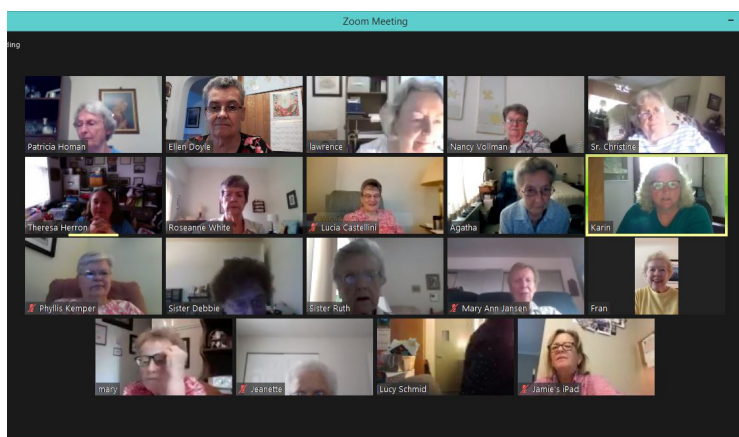 Zoom Meeting
ding
Patricia Homan
Ellen Doyle
lawrence
Nancy Vollman
Sr. Christine
Theresa Herron
Roseanne White
Lucia Castellini
Agatha
Karin
Phyllis Kemper
Sister Debbie
Sister Ruth
Mary Ann Jansen
Fran
mary
Jeanette
Lucy Schmid
Jamie's iPad